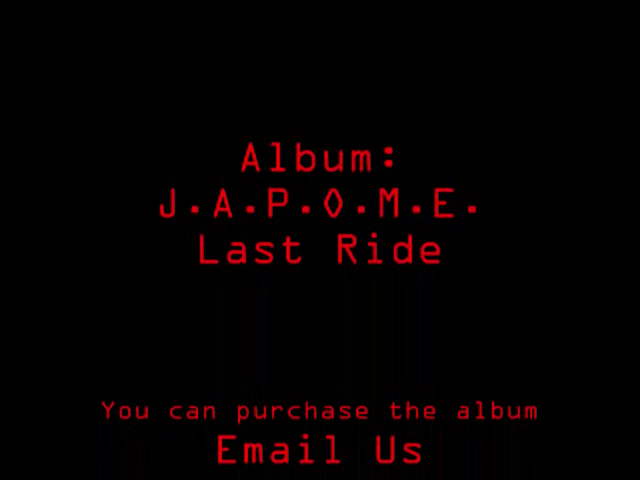 Album:
J.A.P.O.M.E.
Last Ride
You can purchase the album
Email Us